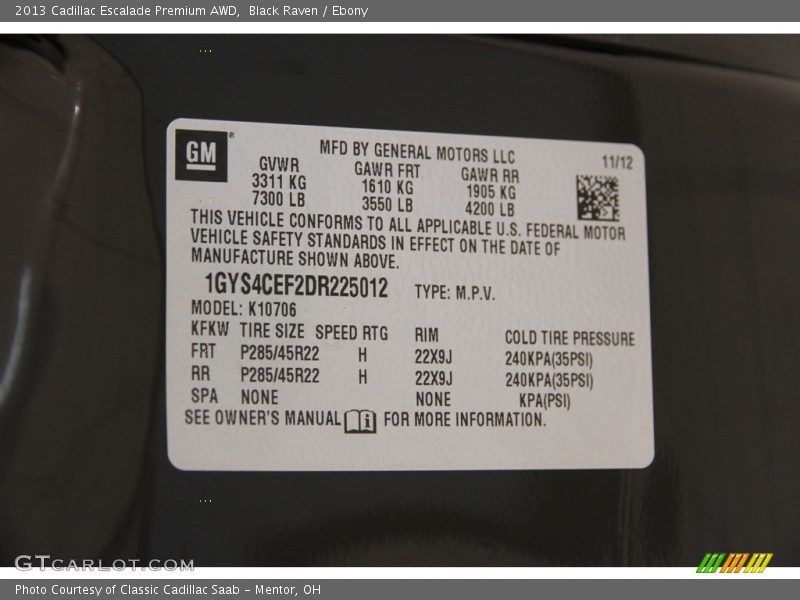 2013 Cadillac Escalade Premium AWD, Black Raven / Ebony
GM
MFD BY GENERAL MOTORS LLC
11/12
GVWR GAWR FRT GAWR RR
3311 KG 1610 KG 1905 KG
7300 LB 3550 LB 4200 LB
THIS VEHICLE CONFORMS TO ALL APPLICABLE U.S. FEDERAL MOTOR
VEHICLE SAFETY STANDARDS IN EFFECT ON THE DATE OF
MANUFACTURE SHOWN ABOVE.
1GYS4CEF2DR225012 TYPE: M.P.V.
MODEL: K10706
KFKW TIRE SIZE SPEED RTG RIM COLD TIRE PRESSURE
FRT P285/45R22 H 22X9J 240KPA(35PSI)
RR P285/45R22 H 22X9J 240KPA(35PSI)
SPA NONE NONE KPA(PSI)
SEE OWNER'S MANUAL FOR MORE INFORMATION.
GTCARLOT.COM
Photo Courtesy of Classic Cadillac Saab - Mentor, OH